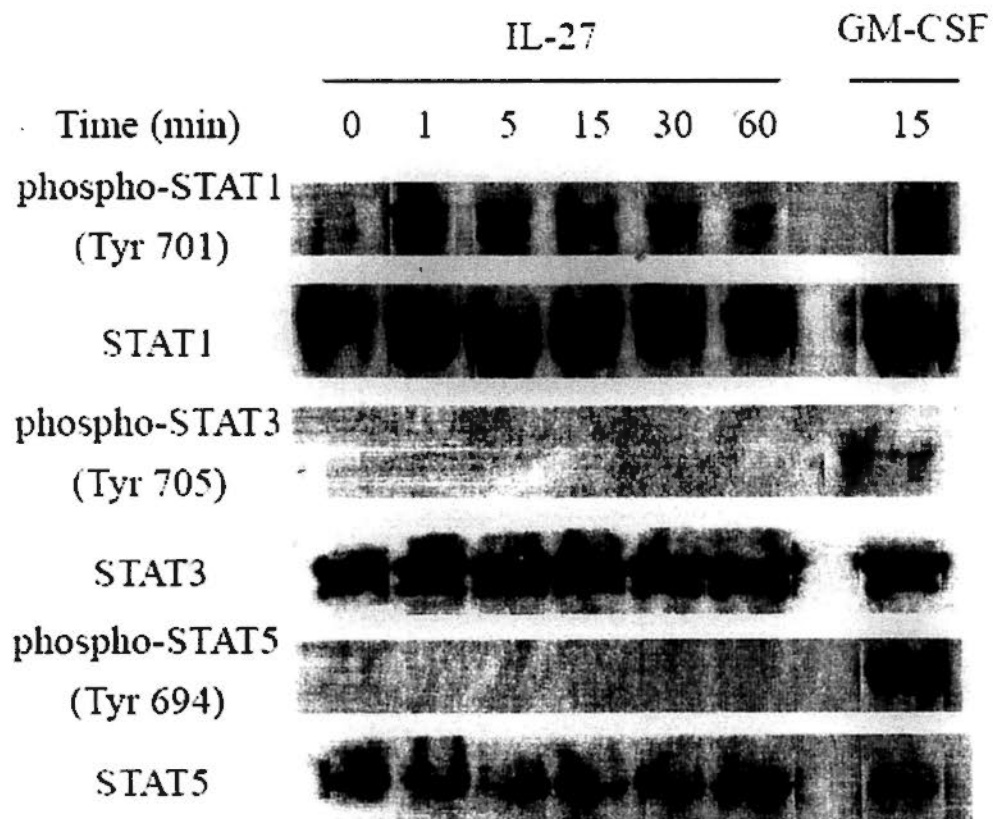 IL-27 GM-CSF
Time (min) 0 1 5 15 30 60 15
phospho-STAT1
(Tyr 701)
STAT1
phospho-STAT3
(Tyr 705)
STAT3
phospho-STAT5
(Tyr 694)
STAT5